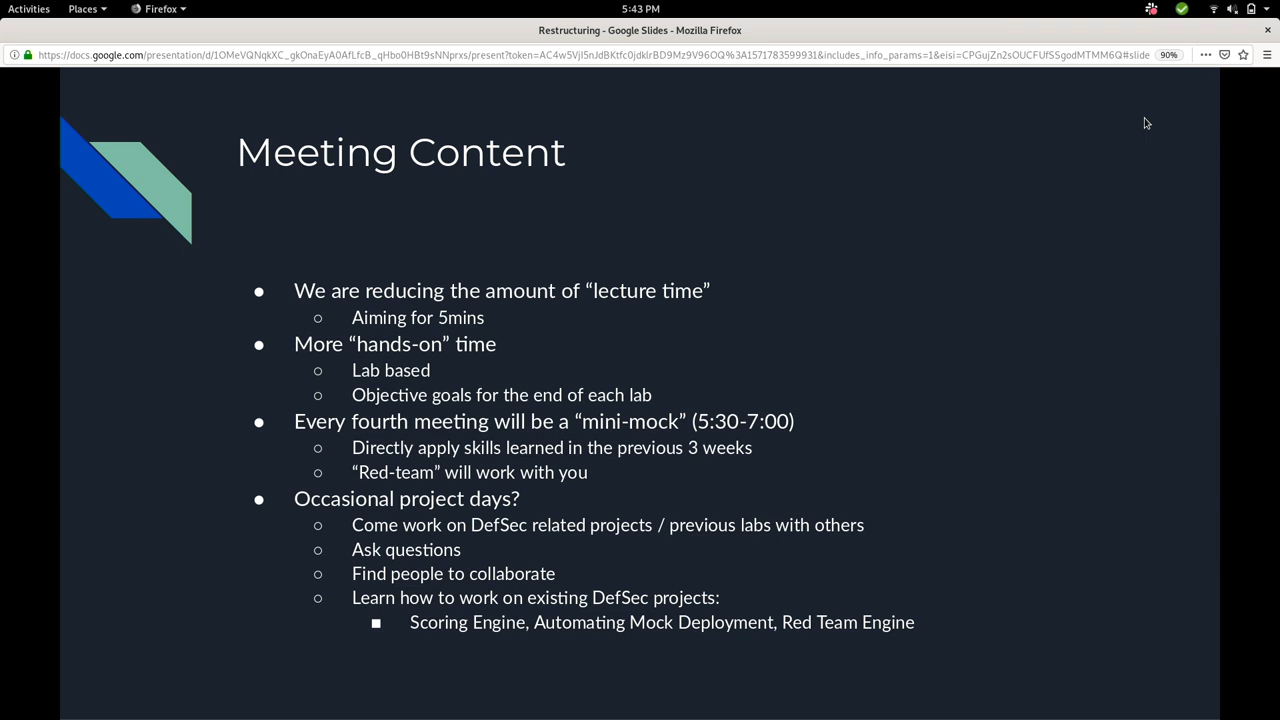 Activities Places Firefox 5:43 PM
Restructuring - Google Slides - Mozilla Firefox
90%
Meeting Content
● We are reducing the amount of “lecture time”
○ Aiming for 5mins
● More “hands-on” time
○ Lab based
○ Objective goals for the end of each lab
● Every fourth meeting will be a “mini-mock” (5:30-7:00)
○ Directly apply skills learned in the previous 3 weeks
○ “Red-team” will work with you
● Occasional project days?
○ Come work on DefSec related projects / previous labs with others
○ Ask questions
○ Find people to collaborate
○ Learn how to work on existing DefSec projects:
■ Scoring Engine, Automating Mock Deployment, Red Team Engine